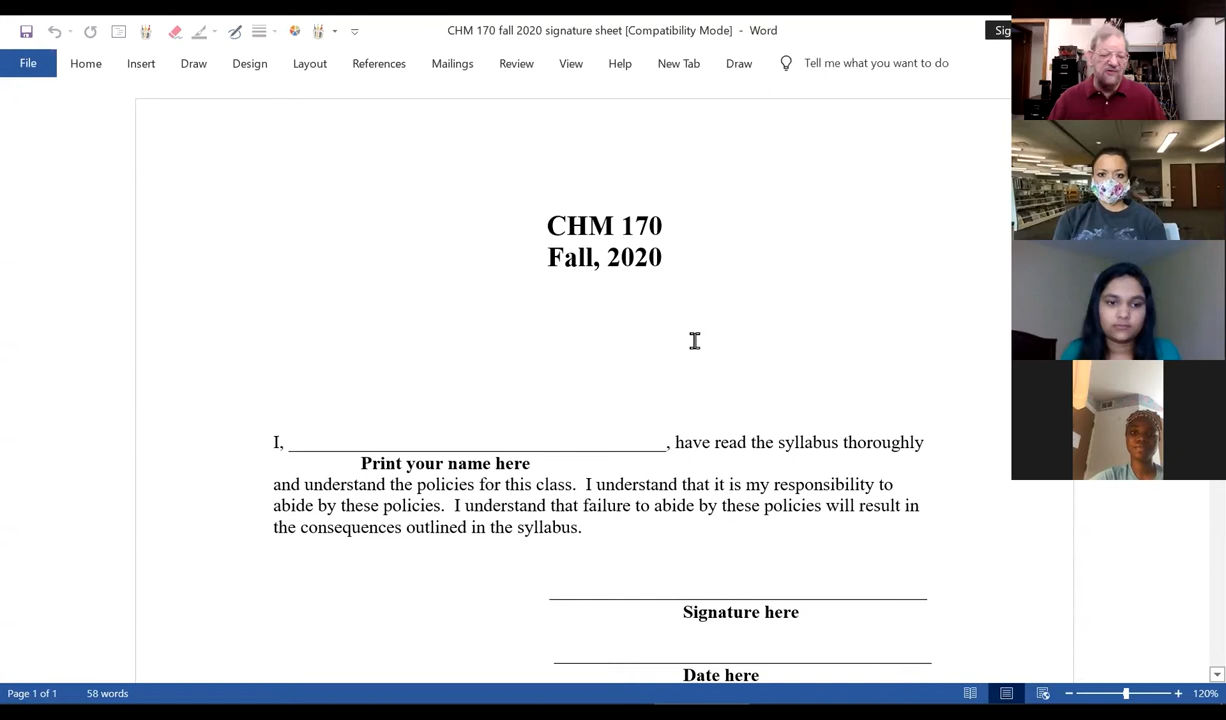 CHM 170 fall 2020 signature sheet [Compatibility Mode] - Word
Sig
File Home Insert Draw Design Layout References Mailings Review View Help New Tab Draw Tell me what you want to do
CHM 170
Fall, 2020
I, ________________________________________, have read the syllabus thoroughly
Print your name here
and understand the policies for this class. I understand that it is my responsibility to
abide by these policies. I understand that failure to abide by these policies will result in
the consequences outlined in the syllabus.
Signature here
Date here
Page 1 of 1 58 words 120%